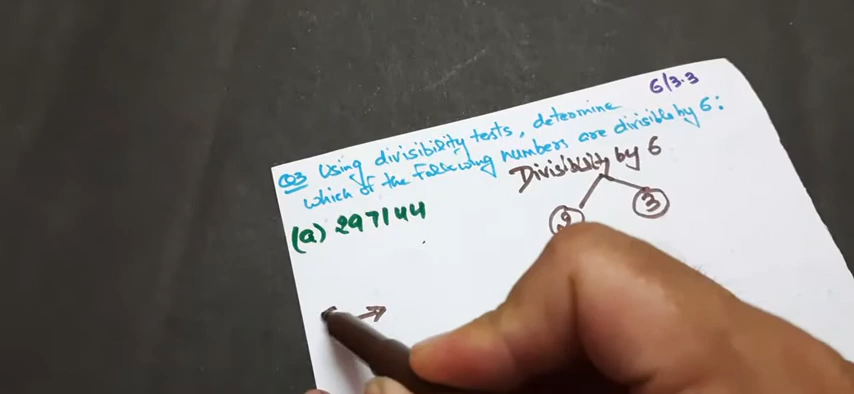 6/3.3
Q3 Using divisibility tests, determine
which of the following numbers are divisible by 6:
Divisibility by 6
2 3
(a) 297144